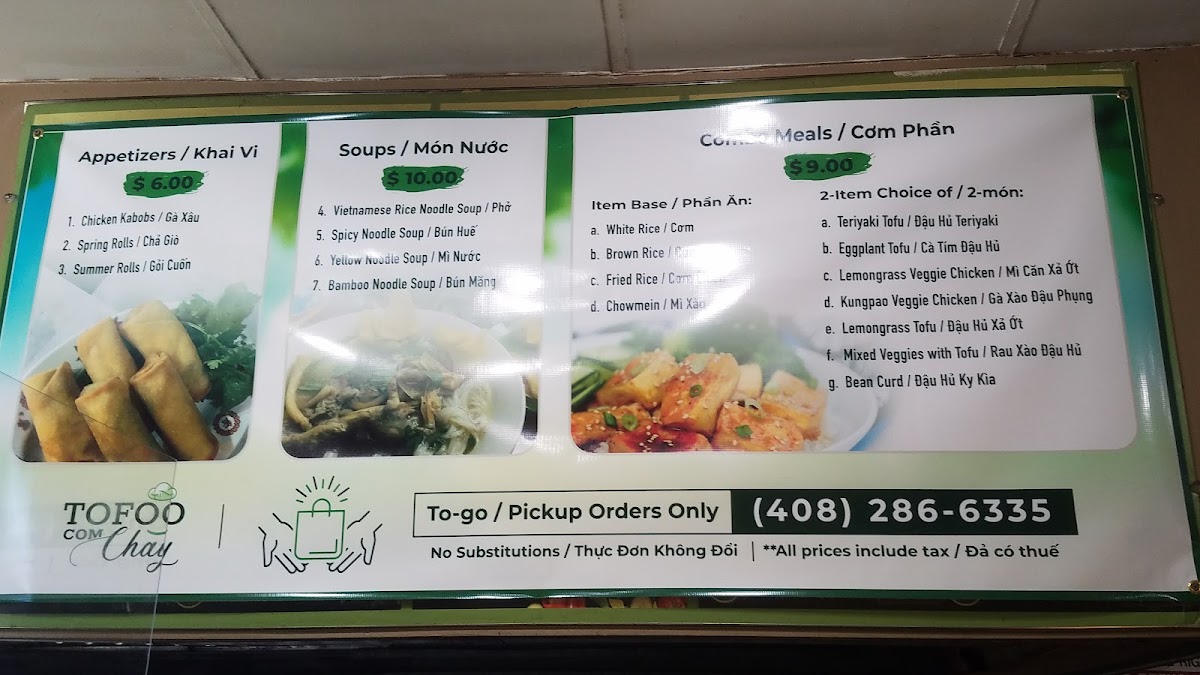 Appetizers / Khai Vi
$ 6.00
1. Chicken Kabobs / Gà Xâu
2. Spring Rolls / Chả Giò
3. Summer Rolls / Gỏi Cuốn
Soups / Món Nước
$ 10.00
4. Vietnamese Rice Noodle Soup / Phở
5. Spicy Noodle Soup / Bún Huế
6. Yellow Noodle Soup / Mì Nước
7. Bamboo Noodle Soup / Bún Măng
Combo Meals / Cơm Phần
$ 9.00
Item Base / Phần Ăn:
a. White Rice / Cơm
b. Brown Rice /
c. Fried Rice / Cơm
d. Chowmein / Mì Xào
2-Item Choice of / 2-món:
a. Teriyaki Tofu / Đậu Hủ Teriyaki
b. Eggplant Tofu / Cà Tím Đậu Hủ
c. Lemongrass Veggie Chicken / Mì Căn Xả Ớt
d. Kungpao Veggie Chicken / Gà Xào Đậu Phụng
e. Lemongrass Tofu / Đậu Hủ Xả Ớt
f. Mixed Veggies with Tofu / Rau Xào Đậu Hủ
g. Bean Curd / Đậu Hủ Ky Kìa
TOFOO
COM Chay
To-go / Pickup Orders Only (408) 286-6335
No Substitutions / Thực Đơn Không Đổi | **All prices include tax / Đả có thuế